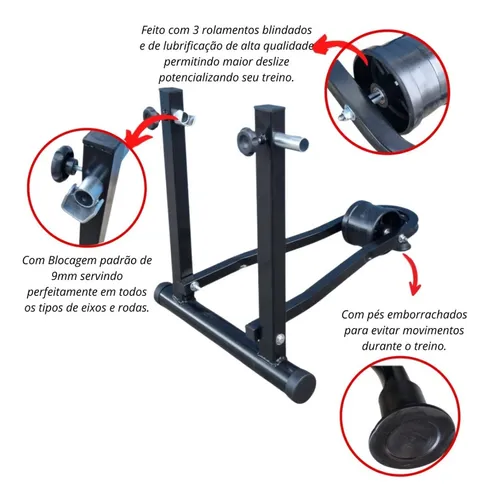 Feito com 3 rolamentos blindados
e de lubrificação de alta qualidade
permitindo maior deslize
potencializando seu treino.
Com Blocagem padrão de
9mm servindo
perfeitamente em todos
os tipos de eixos e rodas.
Com pés emborrachados
para evitar movimentos
durante o treino.